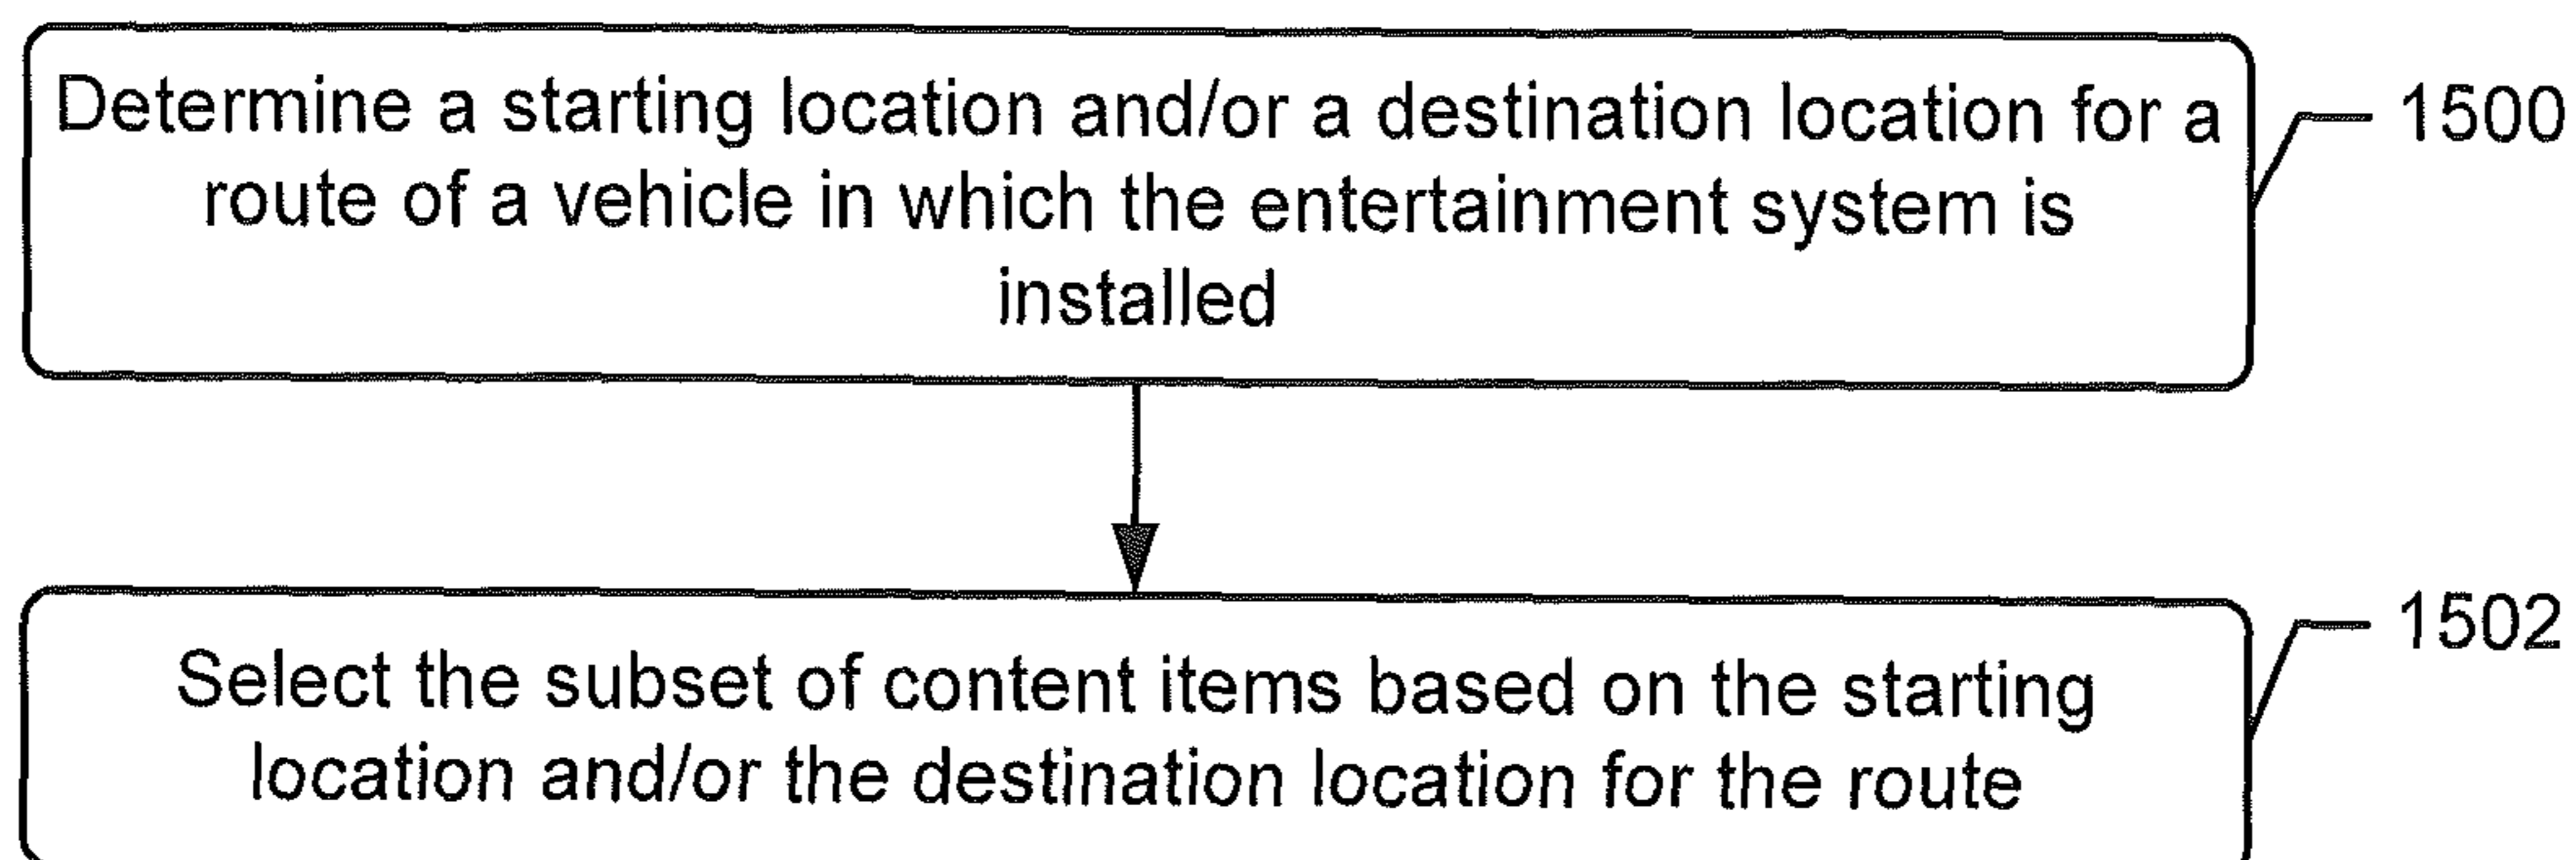 Determine a starting location and/or a destination location for a
route of a vehicle in which the entertainment system is
installed
1500
Select the subset of content items based on the starting
location and/or the destination location for the route
1502